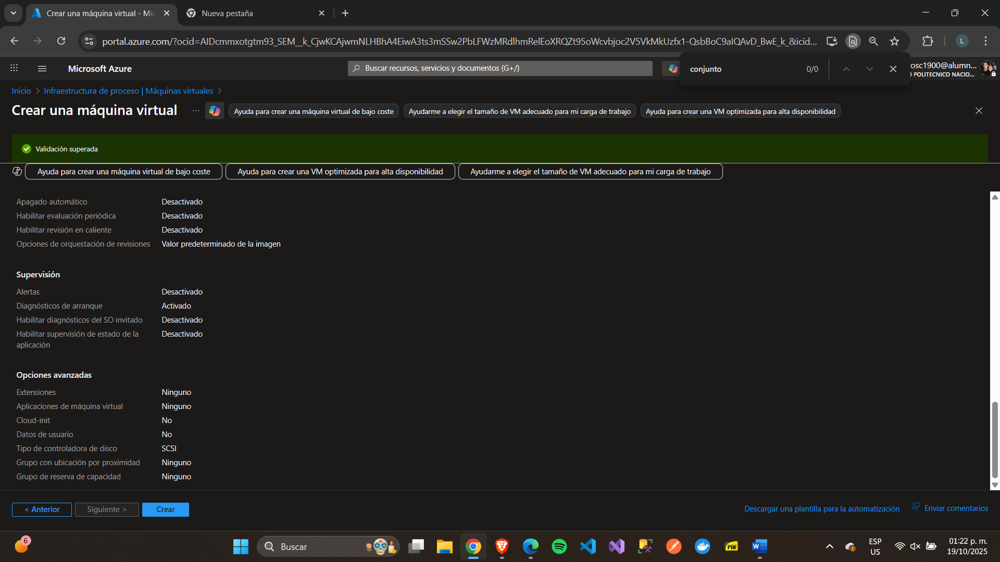 Crear una máquina virtual - Mic
Nueva pestaña
portal.azure.com/?ocid=AIDcmmxotgtm93_SEM__k_CjwKCAjwmNLHBhA4EiwA3ts3mSSw2PbLFWzMRdlhmRelEoXRQZt95oWcvbjoc2V5VkMkUzfx1-QsbBoC9aIQAvD_BwE_k_&icid...
L
Microsoft Azure
Buscar recursos, servicios y documentos (G+/)
conjunto
0/0
rosc1900@alumn...
POLITECNICO NACIO...
Inicio > Infraestructura de proceso | Máquinas virtuales >
Crear una máquina virtual
...
Ayuda para crear una máquina virtual de bajo coste
Ayudarme a elegir el tamaño de VM adecuado para mi carga de trabajo
Ayuda para crear una VM optimizada para alta disponibilidad
Validación superada
Ayuda para crear una máquina virtual de bajo coste
Ayuda para crear una VM optimizada para alta disponibilidad
Ayudarme a elegir el tamaño de VM adecuado para mi carga de trabajo
Apagado automático Desactivado
Habilitar evaluación periódica Desactivado
Habilitar revisión en caliente Desactivado
Opciones de orquestación de revisiones Valor predeterminado de la imagen
Supervisión
Alertas Desactivado
Diagnósticos de arranque Activado
Habilitar diagnósticos del SO invitado Desactivado
Habilitar supervisión de estado de la Desactivado
aplicación
Opciones avanzadas
Extensiones Ninguno
Aplicaciones de máquina virtual Ninguno
Cloud-init No
Datos de usuario No
Tipo de controladora de disco SCSI
Grupo con ubicación por proximidad Ninguno
Grupo de reserva de capacidad Ninguno
< Anterior
Siguiente >
Crear
Descargar una plantilla para la automatización
Enviar comentarios
6
Buscar
PDF
W
ESP
US
01:22 p. m.
19/10/2025